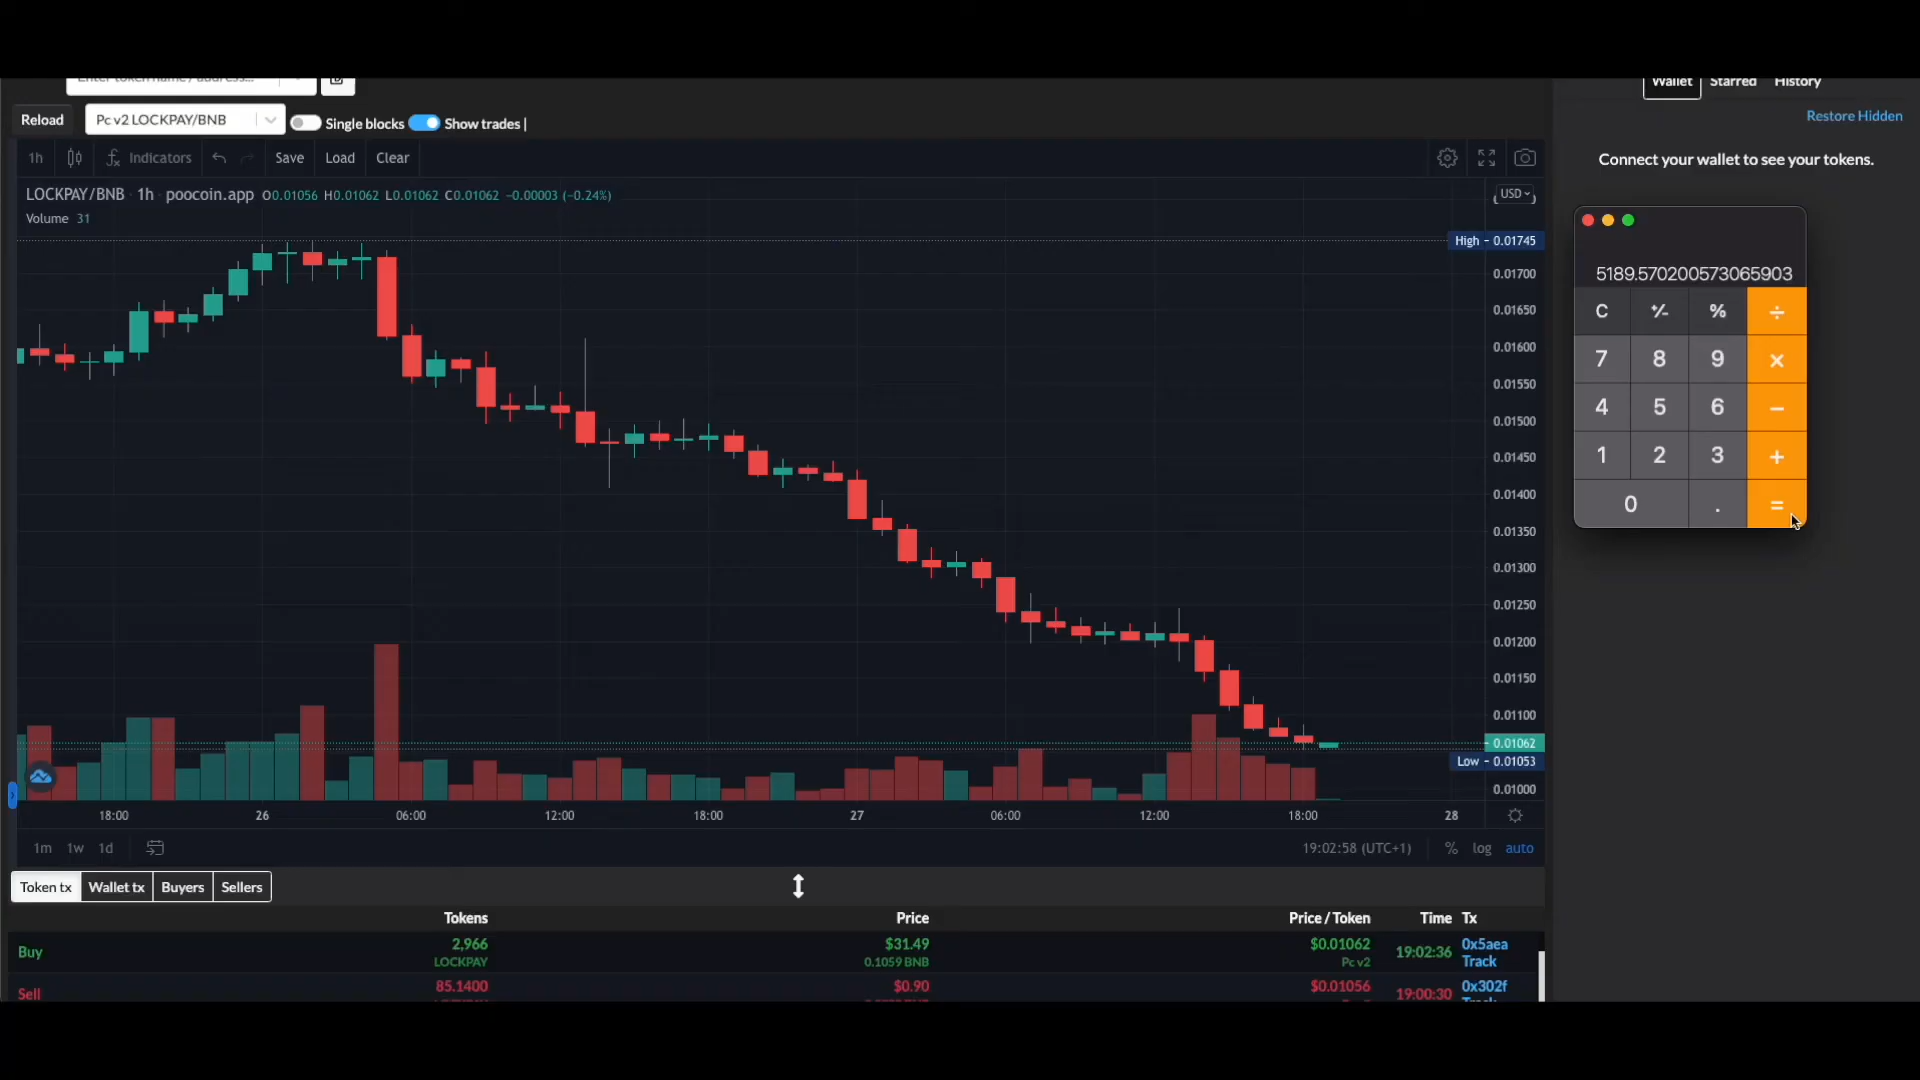 Enter token name / address...
Wallet Starred History
Reload Pc v2 LOCKPAY/BNB Single blocks Show trades |
Restore Hidden
1h Indicators Save Load Clear
Connect your wallet to see your tokens.
LOCKPAY/BNB · 1h · poocoin.app O0.01056 H0.01062 L0.01062 C0.01062 −0.00003 (−0.24%)
USD
Volume 31
High - 0.01745
0.01700
0.01650
0.01600
0.01550
0.01500
0.01450
0.01400
0.01350
0.01300
0.01250
0.01200
0.01150
0.01100
0.01062
Low - 0.01053
0.01000
5189.570200573065903
C +⁄- % ÷
7 8 9 ×
4 5 6 −
1 2 3 +
0 . =
18:00 26 06:00 12:00 18:00 27 06:00 12:00 18:00 28
1m 1w 1d 19:02:58 (UTC+1) % log auto
Token tx Wallet tx Buyers Sellers
Tokens Price Price / Token Time Tx
Buy 2,966 $31.49 $0.01062 19:02:36 0x5aea
LOCKPAY 0.1059 BNB Pc v2 Track
Sell 85.1400 $0.90 $0.01056 19:00:30 0x302f